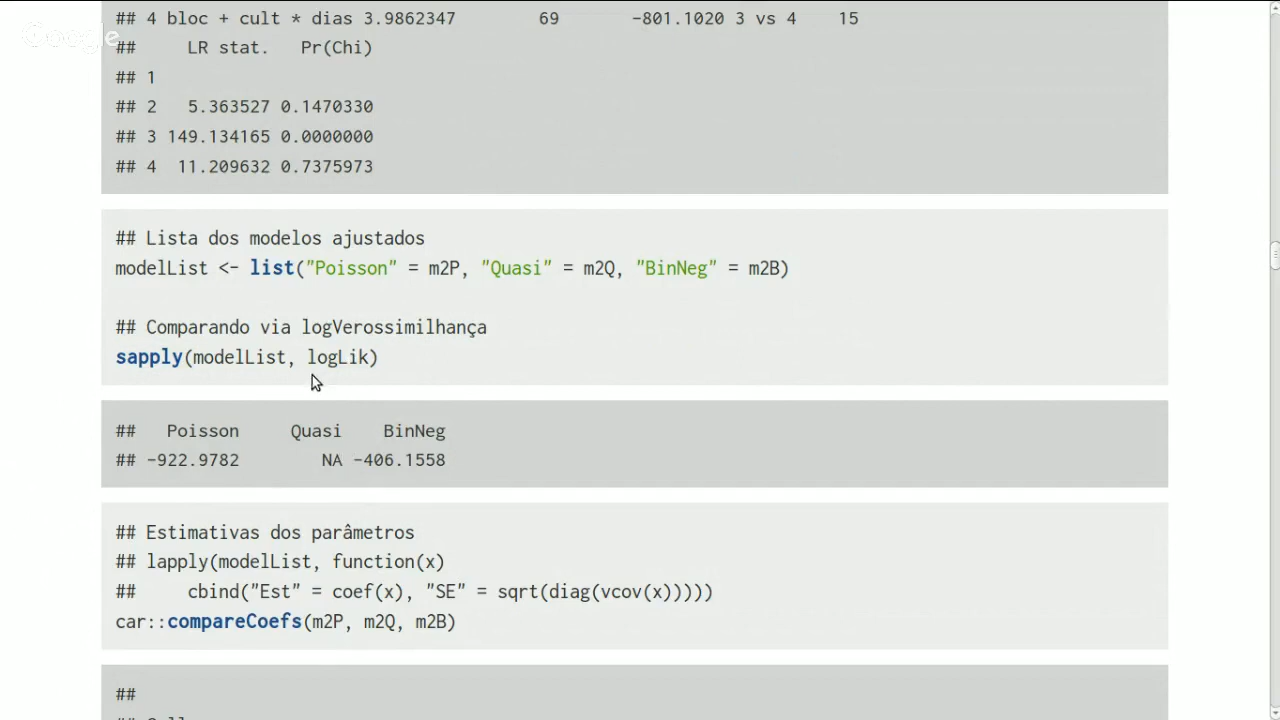 ## 4 bloc + cult * dias 3.9862347        69       -801.1020 3 vs 4    15
Google
##     LR stat.   Pr(Chi)
## 1
## 2   5.363527 0.1470330
## 3 149.134165 0.0000000
## 4  11.209632 0.7375973
## Lista dos modelos ajustados
modelList <- list("Poisson" = m2P, "Quasi" = m2Q, "BinNeg" = m2B)
## Comparando via logVerossimilhança
sapply(modelList, logLik)
##   Poisson     Quasi    BinNeg
## -922.9782        NA -406.1558
## Estimativas dos parâmetros
## lapply(modelList, function(x)
##     cbind("Est" = coef(x), "SE" = sqrt(diag(vcov(x)))))
car::compareCoefs(m2P, m2Q, m2B)
##